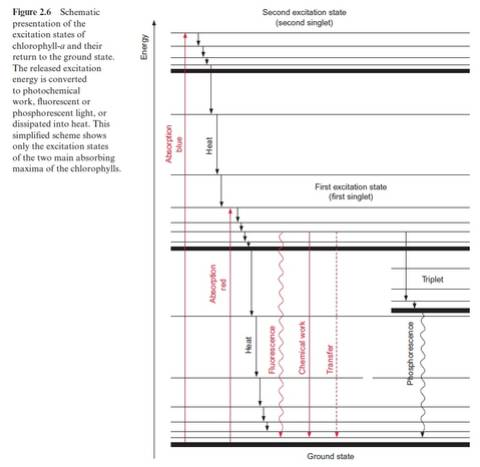 Figure 2.6 Schematic
presentation of the
excitation states of
chlorophyll-a and their
return to the ground state.
The released excitation
energy is converted
to photochemical
work, fluorescent or
phosphorescent light, or
dissipated into heat. This
simplified scheme shows
only the excitation states
of the two main absorbing
maxima of the chlorophylls.
Energy
Second excitation state
(second singlet)
Absorption
blue
Heat
First excitation state
(first singlet)
Absorption
red
Heat
Fluorescence
Chemical work
Transfer
Triplet
Phosphorescence
Ground state